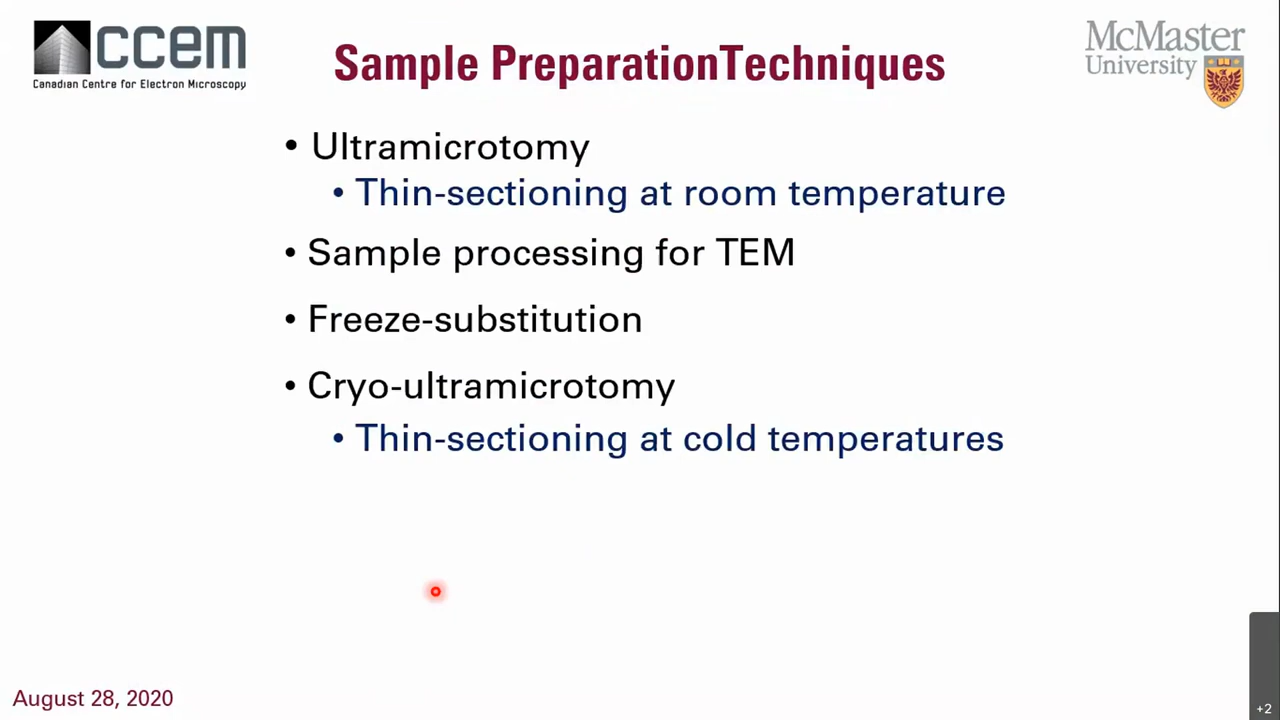 ccem
Canadian Centre for Electron Microscopy
Sample PreparationTechniques
McMaster
University
• Ultramicrotomy
• Thin-sectioning at room temperature
• Sample processing for TEM
• Freeze-substitution
• Cryo-ultramicrotomy
• Thin-sectioning at cold temperatures
August 28, 2020
+2